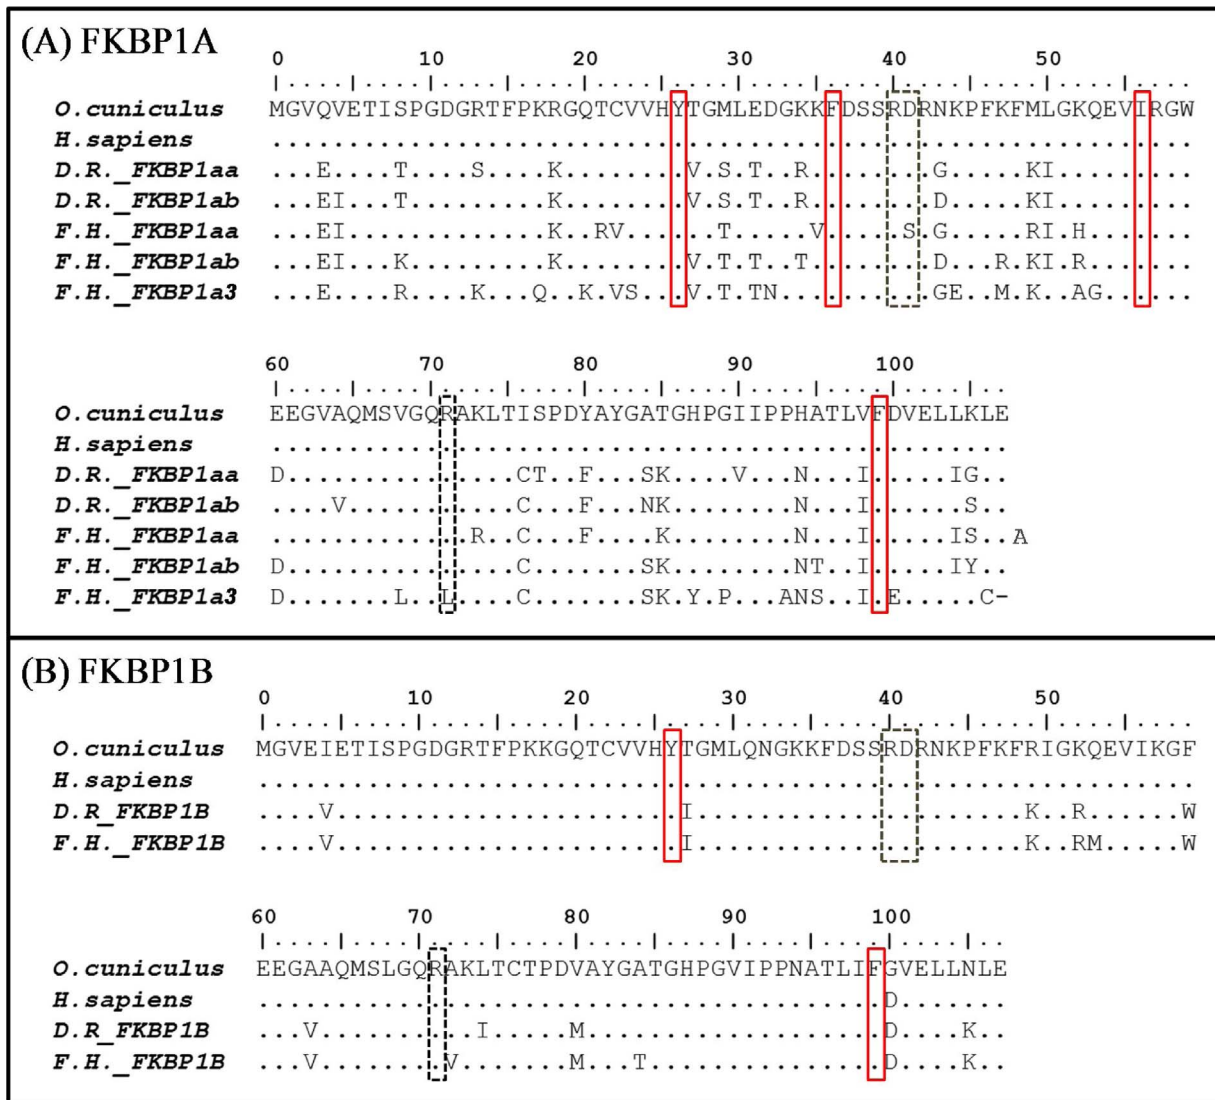 (A) FKBP1A
0 10 20 30 40 50
O.cuniculus MGVQVETISPGDGRTFPKRGQTCVVHYTGMLEDGKKFDSSRDRNKPFKFMLGKQEVIRGW
H.sapiens ............................................................
D.R._FKBP1aa ...E....T....S....K........V.S.T..R........G.....KI.........
D.R._FKBP1ab ...EI...T.........K........V.S.T..R........D.....KI.........
F.H._FKBP1aa ...EI.............K..RV......T.....V.....S.G.....RI.H.......
F.H._FKBP1ab ...EI...K.........K........V.T.T..T........D...R.KI.R.......
F.H._FKBP1a3 ...E....R....K...Q..K.VS...V.T.TN..........GE..M.K..AG......
60 70 80 90 100
O.cuniculus EEGVAQMSVGQRAKLTISPDYAYGATGHPGIIPPHATLVFDVELLKLE
H.sapiens ................................................
D.R._FKBP1aa D...............CT..F...SK....V...N...I.....IG..
D.R._FKBP1ab ....V...........C...F...NK........N...I......S..
F.H._FKBP1aa .............R..C...F....K........N...I.....IS..A
F.H._FKBP1ab D...............C.......SK........NT..I.....IY..
F.H._FKBP1a3 D.......L..L....C.......SK.Y.P...ANS..I.E.....C-
(B) FKBP1B
0 10 20 30 40 50
O.cuniculus MGVEIETISPGDGRTFPKKGQTCVVHYTGMLQNGKKFDSSRDRNKPFKFRIGKQEVIKGF
H.sapiens ............................................................
D.R_FKBP1B ....V......................I.....................K..R......W
F.H._FKBP1B ....V......................I.....................K..RM.....W
60 70 80 90 100
O.cuniculus EEGAAQMSLGQRAKLTCTPDVAYGATGHPGVIPPNATLIFGVELLNLE
H.sapiens ........................................D.......
D.R_FKBP1B ...V..........I.....M...................D....K..
F.H._FKBP1B ...V........V.......M...T...............D....K..